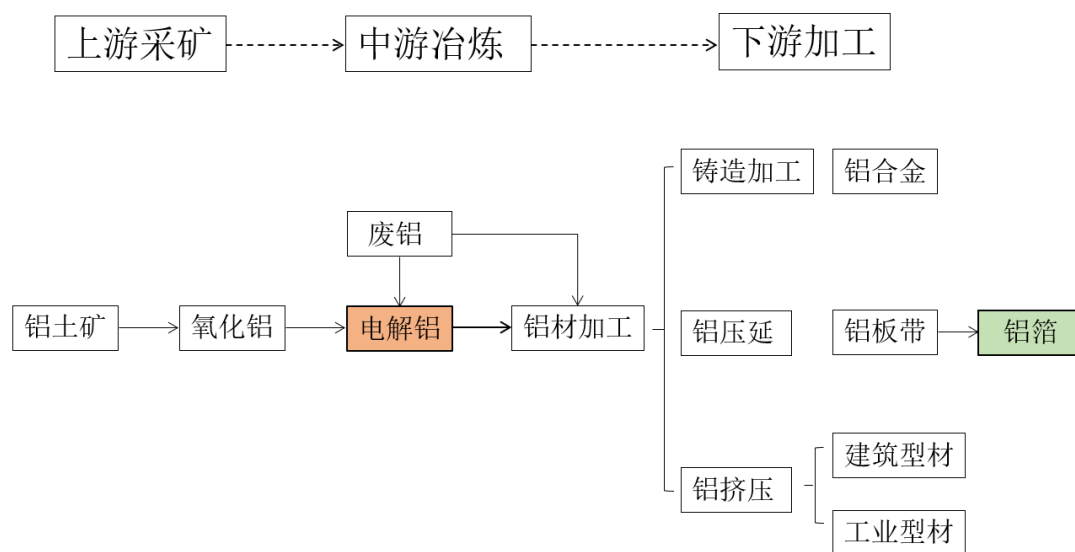 上游采矿
中游冶炼
下游加工
铸造加工
铝合金
废铝
铝土矿
氧化铝
电解铝
铝材加工
铝压延
铝板带
铝箔
建筑型材
铝挤压
工业型材